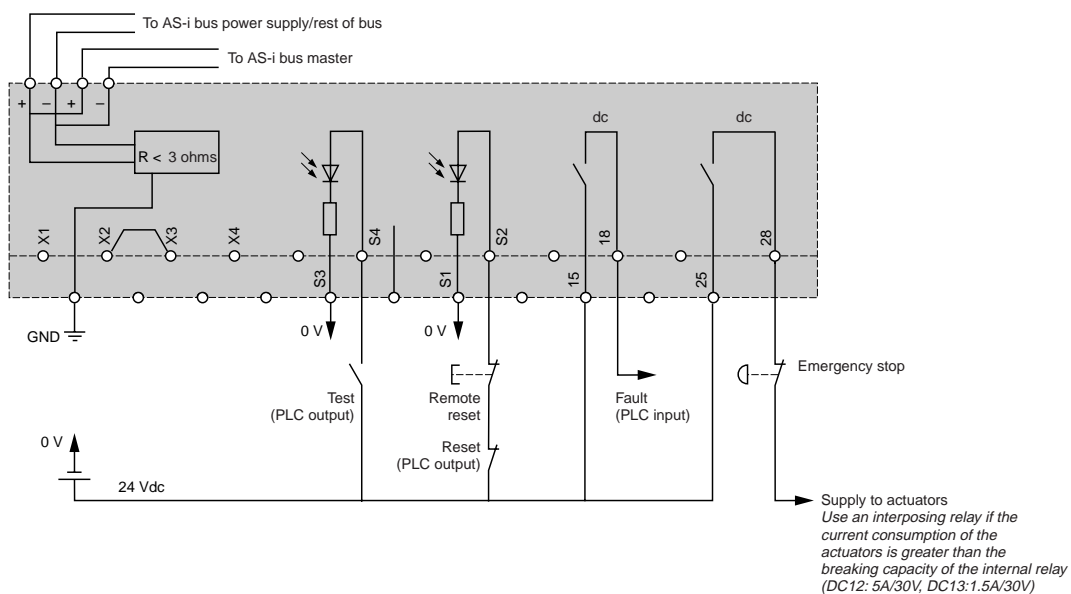 To AS-i bus power supply/rest of bus
To AS-i bus master
+ – + –
R < 3 ohms
dc
dc
X1
X2
X3
X4
S4
S2
18
28
S3
S1
15
25
GND
0 V
0 V
Test
(PLC output)
Remote
reset
Reset
(PLC output)
Fault
(PLC input)
Emergency stop
0 V
24 Vdc
Supply to actuators
Use an interposing relay if the
current consumption of the
actuators is greater than the
breaking capacity of the internal relay
(DC12: 5A/30V, DC13:1.5A/30V)